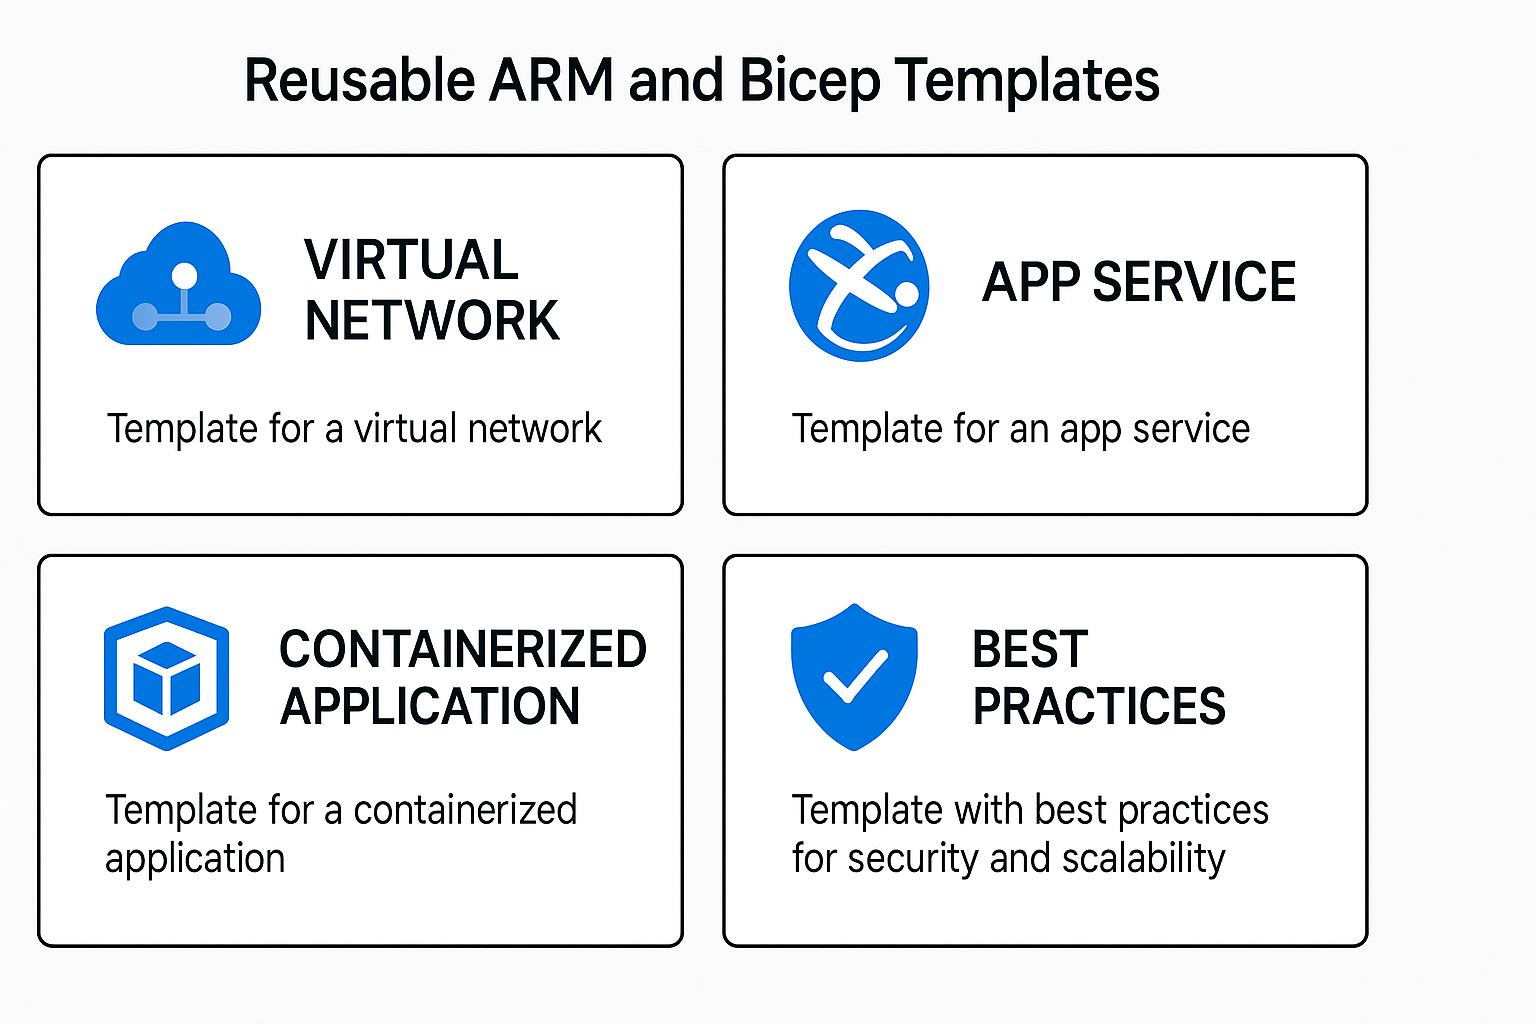 Reusable ARM and Bicep Templates
VIRTUAL
NETWORK
Template for a virtual network
APP SERVICE
Template for an app service
CONTAINERIZED
APPLICATION
Template for a containerized
application
BEST
PRACTICES
Template with best practices
for security and scalability